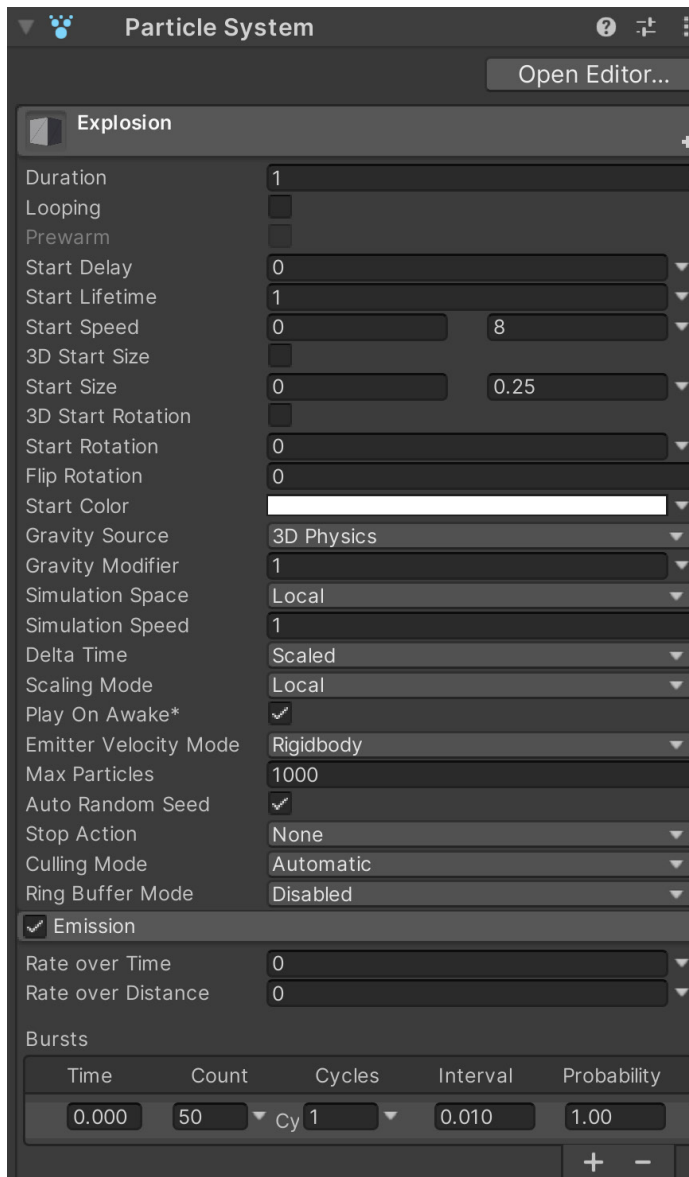 Particle System
Open Editor...
Explosion
Duration 1
Looping
Prewarm
Start Delay 0
Start Lifetime 1
Start Speed 0 8
3D Start Size
Start Size 0 0.25
3D Start Rotation
Start Rotation 0
Flip Rotation 0
Start Color
Gravity Source 3D Physics
Gravity Modifier 1
Simulation Space Local
Simulation Speed 1
Delta Time Scaled
Scaling Mode Local
Play On Awake*
Emitter Velocity Mode Rigidbody
Max Particles 1000
Auto Random Seed
Stop Action None
Culling Mode Automatic
Ring Buffer Mode Disabled
Emission
Rate over Time 0
Rate over Distance 0
Bursts
Time Count Cycles Interval Probability
0.000 50 Cy 1 0.010 1.00